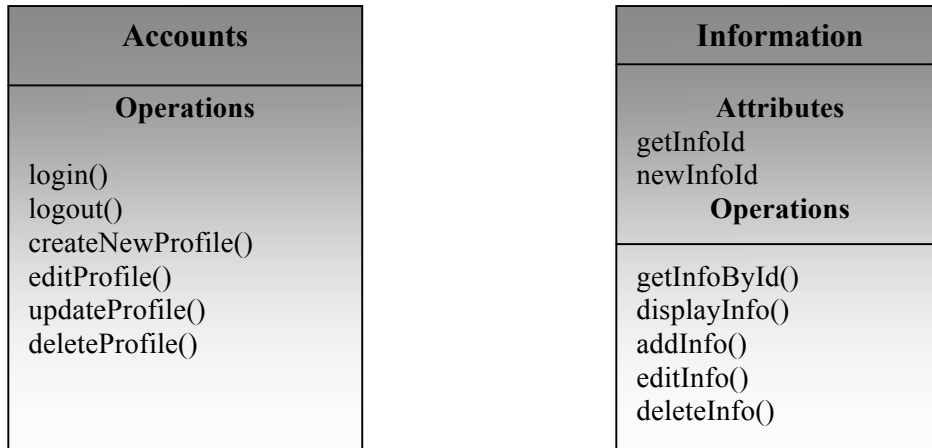 Accounts
Operations
login()
logout()
createNewProfile()
editProfile()
updateProfile()
deleteProfile()
Information
Attributes
getInfoId
newInfoId
Operations
getInfoById()
displayInfo()
addInfo()
editInfo()
deleteInfo()